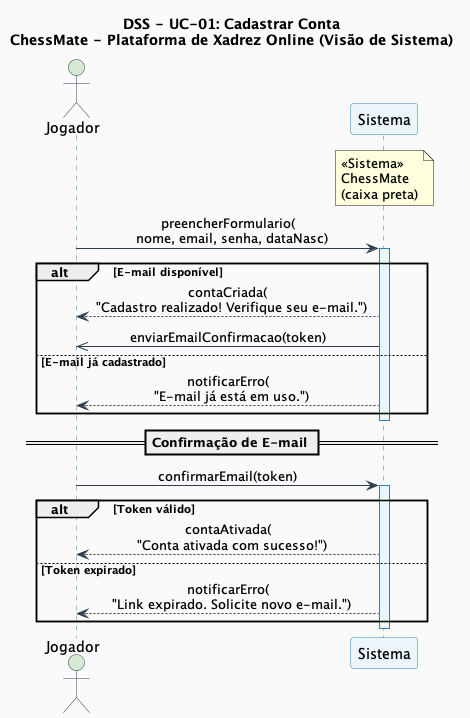 DSS – UC-01: Cadastrar Conta
ChessMate – Plataforma de Xadrez Online (Visão de Sistema)
Jogador
Sistema
«Sistema»
ChessMate
(caixa preta)
preencherFormulario(
nome, email, senha, dataNasc)
alt [E-mail disponível]
contaCriada(
"Cadastro realizado! Verifique seu e-mail.")
enviarEmailConfirmacao(token)
[E-mail já cadastrado]
notificarErro(
"E-mail já está em uso.")
Confirmação de E-mail
confirmarEmail(token)
alt [Token válido]
contaAtivada(
"Conta ativada com sucesso!")
[Token expirado]
notificarErro(
"Link expirado. Solicite novo e-mail.")
Jogador
Sistema